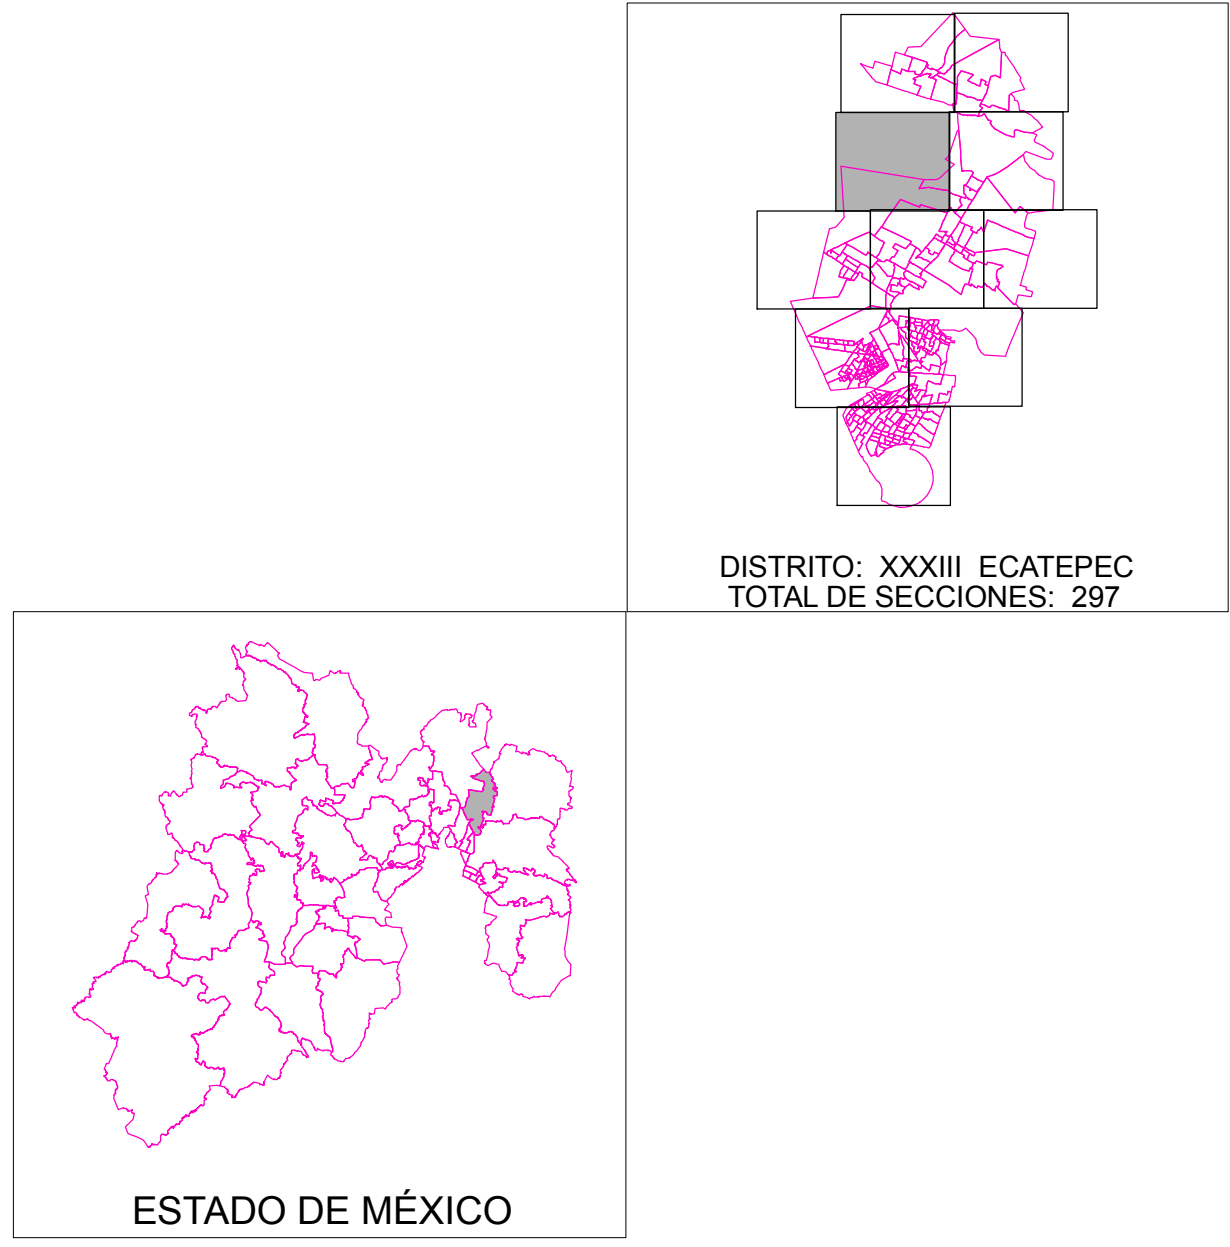 DISTRITO: XXXIII ECATEPEC
TOTAL DE SECCIONES: 297
ESTADO DE MÉXICO